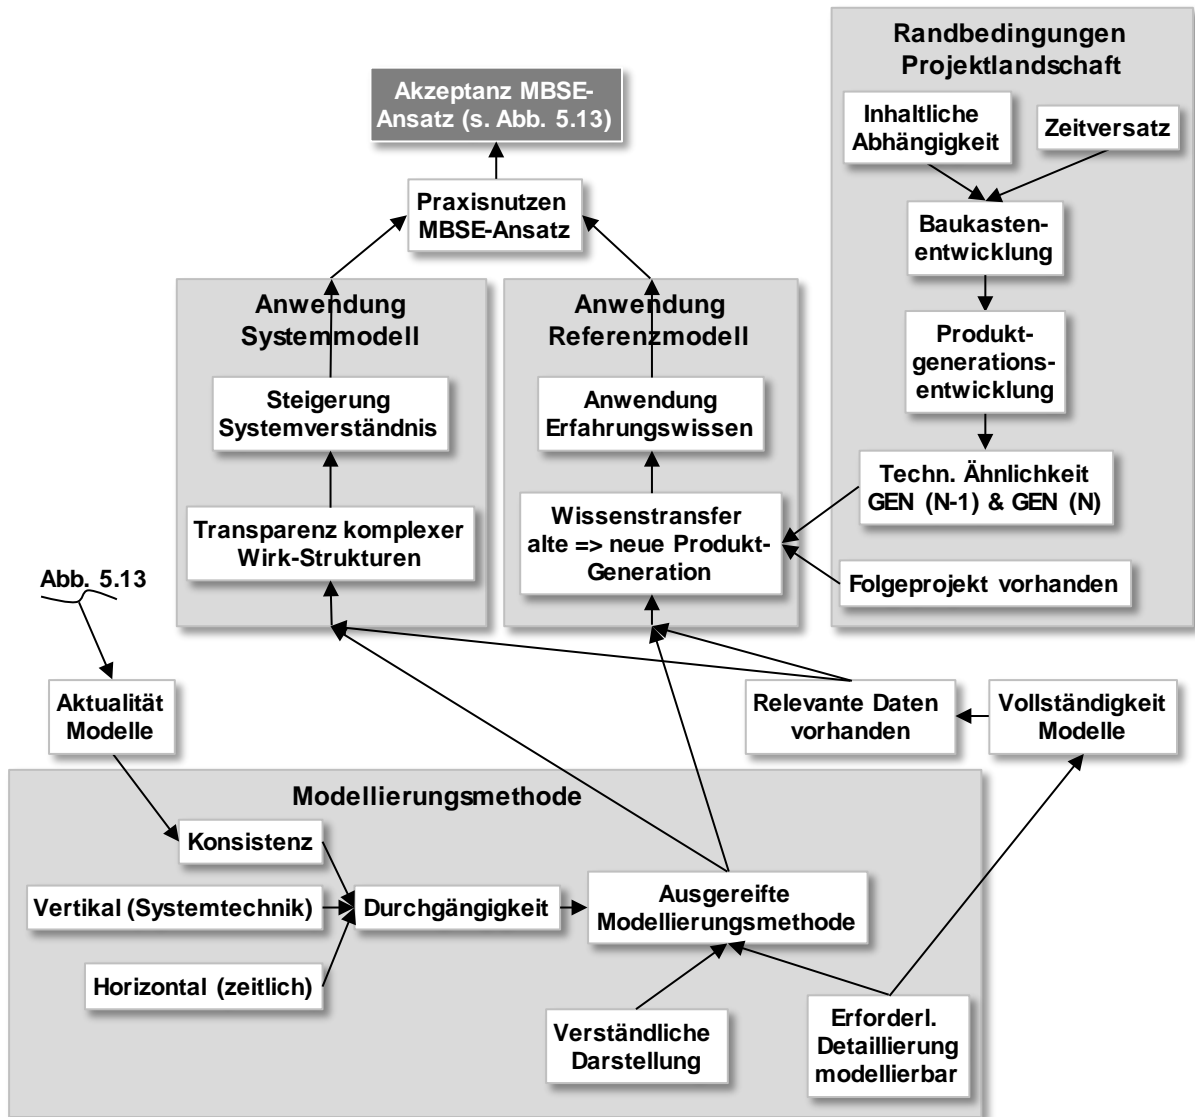 Randbedingungen
Projektlandschaft
Akzeptanz MBSE-
Ansatz (s. Abb. 5.13)
Inhaltliche
Abhängigkeit
Zeitversatz
Praxisnutzen
MBSE-Ansatz
Baukasten-
entwicklung
Anwendung
Systemmodell
Anwendung
Referenzmodell
Produkt-
generations-
entwicklung
Steigerung
Systemverständnis
Anwendung
Erfahrungswissen
Techn. Ähnlichkeit
GEN (N-1) & GEN (N)
Transparenz komplexer
Wirk-Strukturen
Wissenstransfer
alte => neue Produkt-
Generation
Folgeprojekt vorhanden
Abb. 5.13
Aktualität
Modelle
Relevante Daten
vorhanden
Vollständigkeit
Modelle
Modellierungsmethode
Konsistenz
Vertikal (Systemtechnik)
Durchgängigkeit
Ausgereifte
Modellierungsmethode
Horizontal (zeitlich)
Verständliche
Darstellung
Erforderl.
Detaillierung
modellierbar